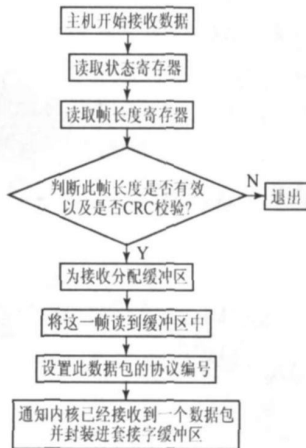 主机开始接收数据
读取状态寄存器
读取帧长度寄存器
判断此帧长度是否有效
以及是否CRC校验?
N
退出
Y
为接收分配缓冲区
将这一帧读到缓冲区中
设置此数据包的协议编号
通知内核已经接收到一个数据包
并封装进套接字缓冲区